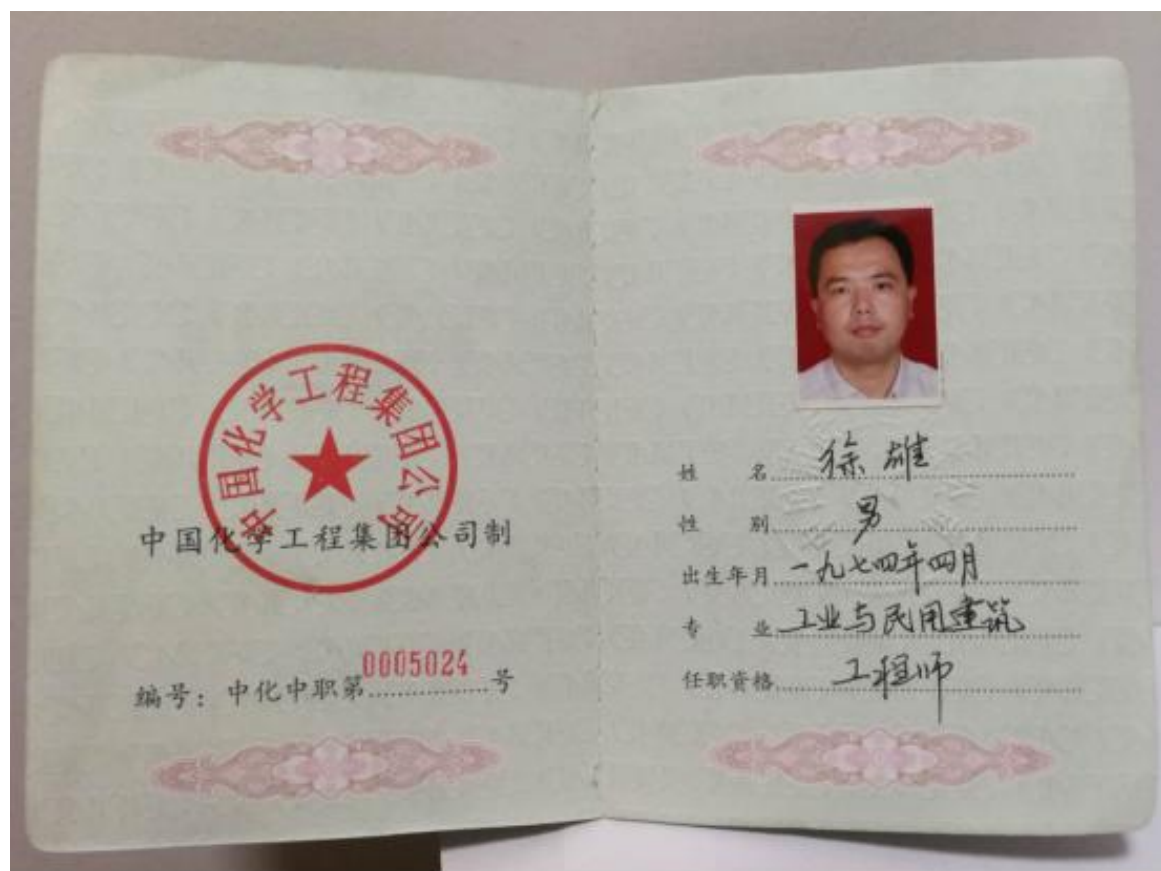 中国化学工程集团公司
中国化学工程集团公司制
编号：中化中职第0005024号
姓 名 徐雄
性 别 男
出生年月 一九七四年四月
专 业 工业与民用建筑
任职资格 工程师